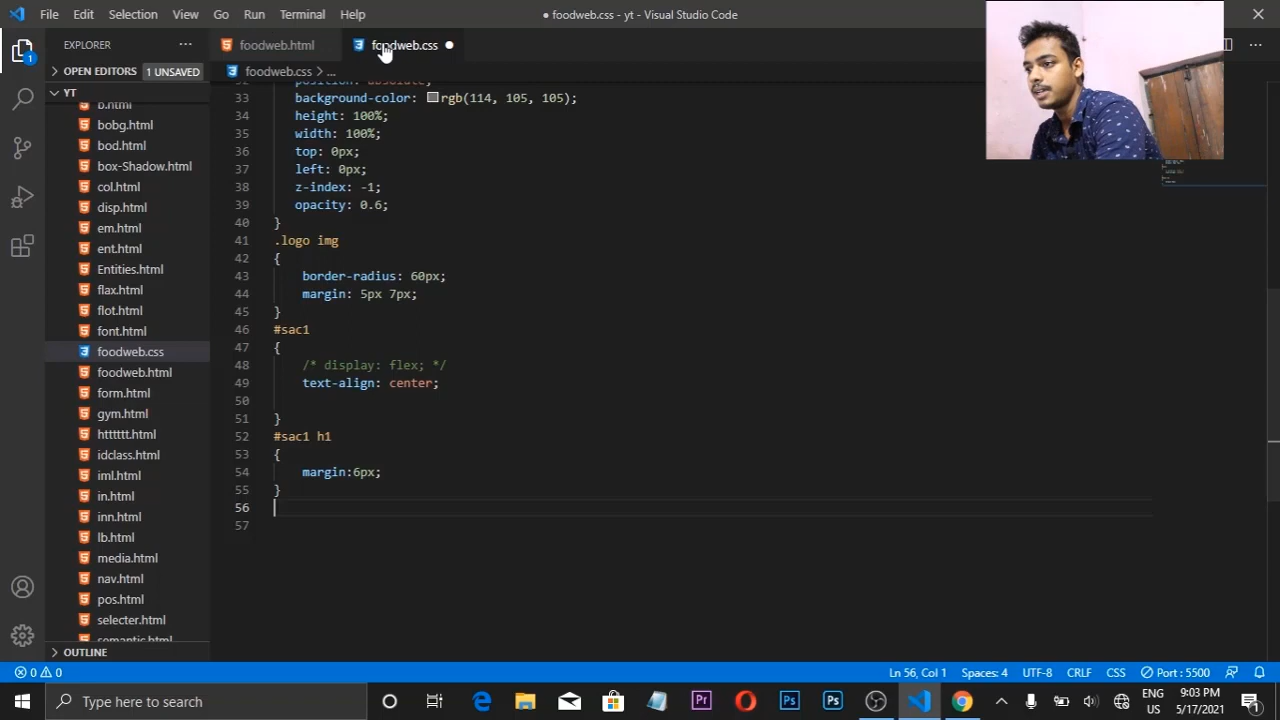 File Edit Selection View Go Run Terminal Help
● foodweb.css - yt - Visual Studio Code
EXPLORER
foodweb.html
foodweb.css
OPEN EDITORS 1 UNSAVED
foodweb.css > ...
YT
b.html
bobg.html
bod.html
box-Shadow.html
col.html
disp.html
em.html
ent.html
Entities.html
flax.html
flot.html
font.html
foodweb.css
foodweb.html
form.html
gym.html
htttttt.html
idclass.html
iml.html
in.html
inn.html
lb.html
media.html
nav.html
pos.html
selecter.html
semantic.html
OUTLINE
32 position: absolute;
33 background-color: rgb(114, 105, 105);
34 height: 100%;
35 width: 100%;
36 top: 0px;
37 left: 0px;
38 z-index: -1;
39 opacity: 0.6;
40 }
41 .logo img
42 {
43 border-radius: 60px;
44 margin: 5px 7px;
45 }
46 #sac1
47 {
48 /* display: flex; */
49 text-align: center;
50
51 }
52 #sac1 h1
53 {
54 margin:6px;
55 }
56
57
0 0
Ln 56, Col 1 Spaces: 4 UTF-8 CRLF CSS Port : 5500
Type here to search
ENG
US
9:03 PM
5/17/2021